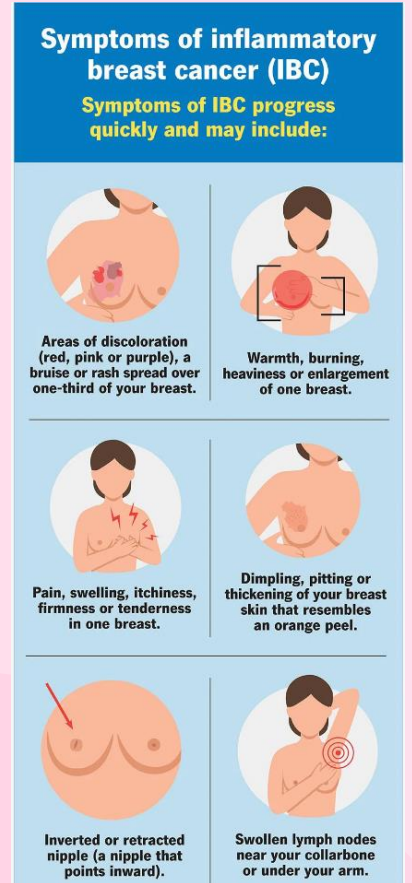 Symptoms of inflammatory
breast cancer (IBC)
Symptoms of IBC progress
quickly and may include:
Areas of discoloration
(red, pink or purple), a
bruise or rash spread over
one-third of your breast.
Warmth, burning,
heaviness or enlargement
of one breast.
Pain, swelling, itchiness,
firmness or tenderness
in one breast.
Dimpling, pitting or
thickening of your breast
skin that resembles
an orange peel.
Inverted or retracted
nipple (a nipple that
points inward).
Swollen lymph nodes
near your collarbone
or under your arm.